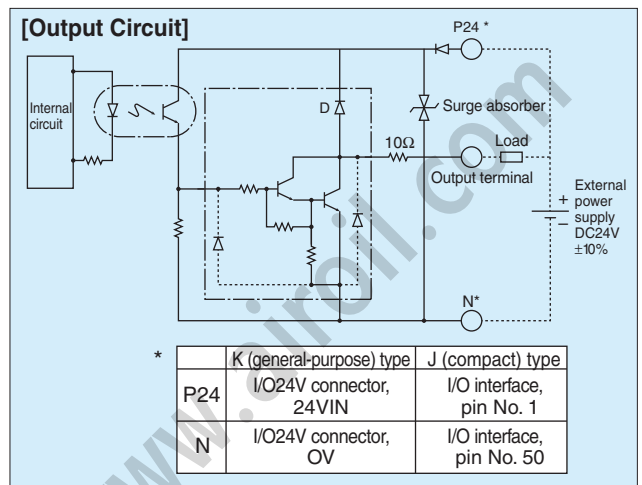 [Output Circuit]
P24 *
Internal circuit
D
Surge absorber
10Ω
Load
Output terminal
+
−
External power supply DC24V ±10%
N*
*
K (general-purpose) type J (compact) type
P24 I/O24V connector, 24VIN I/O interface, pin No. 1
N I/O24V connector, OV I/O interface, pin No. 50
www.airoil.com